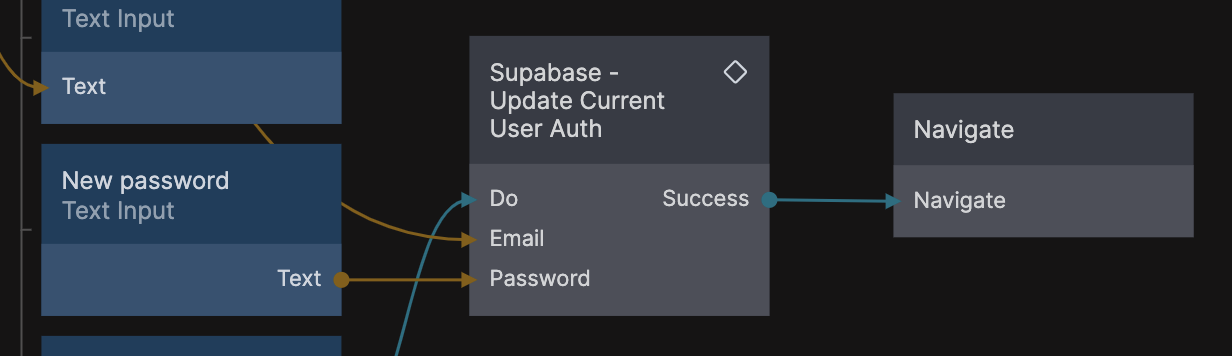 Text Input
Text
New password
Text Input
Text
Supabase -
Update Current
User Auth
Do
Success
Email
Password
Navigate
Navigate